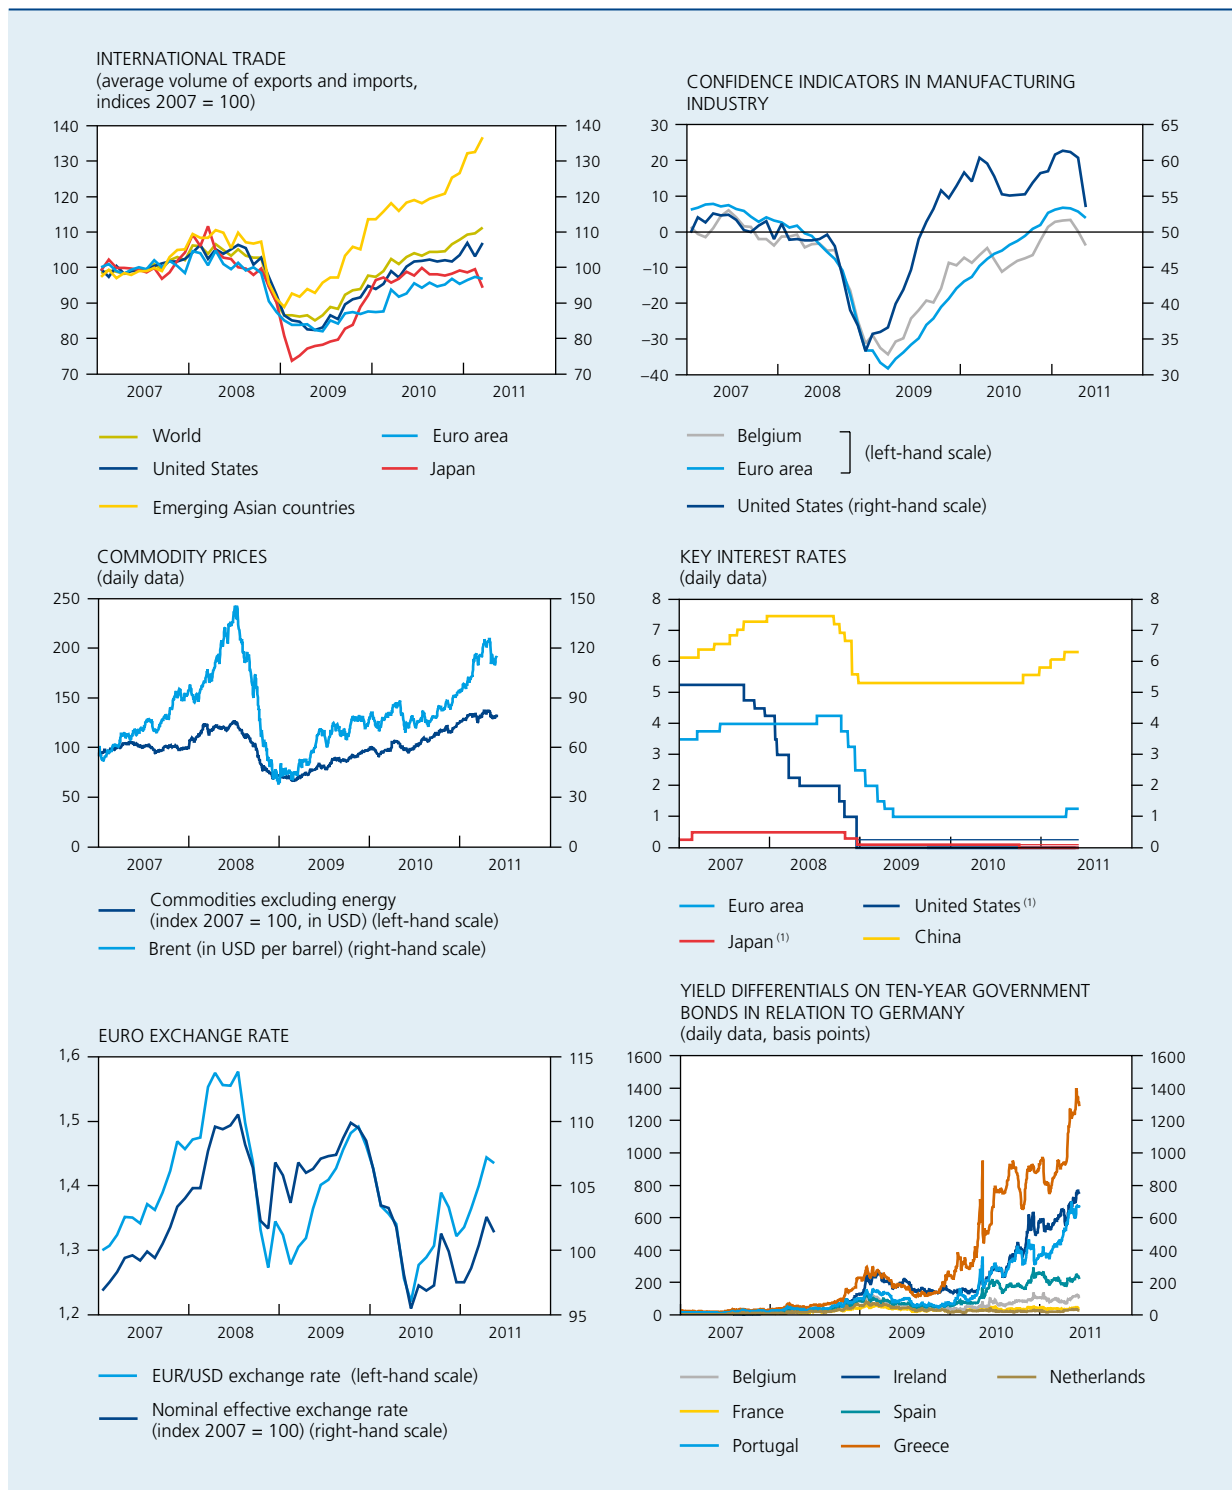 INTERNATIONAL TRADE
(average volume of exports and imports,
indices 2007 = 100)
140 140
130 130
120 120
110 110
100 100
90 90
80 80
70 70
2007 2008 2009 2010 2011
World
Euro area
United States
Japan
Emerging Asian countries
CONFIDENCE INDICATORS IN MANUFACTURING
INDUSTRY
30 65
20 60
10 55
0 50
–10 45
–20 40
–30 35
–40 30
2007 2008 2009 2010 2011
Belgium
Euro area
(left-hand scale)
United States (right-hand scale)
COMMODITY PRICES
(daily data)
250 150
200 120
150 90
100 60
50 30
0 0
2007 2008 2009 2010 2011
Commodities excluding energy
(index 2007 = 100, in USD) (left-hand scale)
Brent (in USD per barrel) (right-hand scale)
KEY INTEREST RATES
(daily data)
8 8
7 7
6 6
5 5
4 4
3 3
2 2
1 1
0 0
2007 2008 2009 2010 2011
Euro area
United States (1)
Japan (1)
China
EURO EXCHANGE RATE
1,6 115
1,5 110
1,4 105
1,3 100
1,2 95
2007 2008 2009 2010 2011
EUR/USD exchange rate (left-hand scale)
Nominal effective exchange rate
(index 2007 = 100) (right-hand scale)
YIELD DIFFERENTIALS ON TEN-YEAR GOVERNMENT
BONDS IN RELATION TO GERMANY
(daily data, basis points)
1600 1600
1400 1400
1200 1200
1000 1000
800 800
600 600
400 400
200 200
0 0
2007 2008 2009 2010 2011
Belgium
Ireland
Netherlands
France
Spain
Portugal
Greece